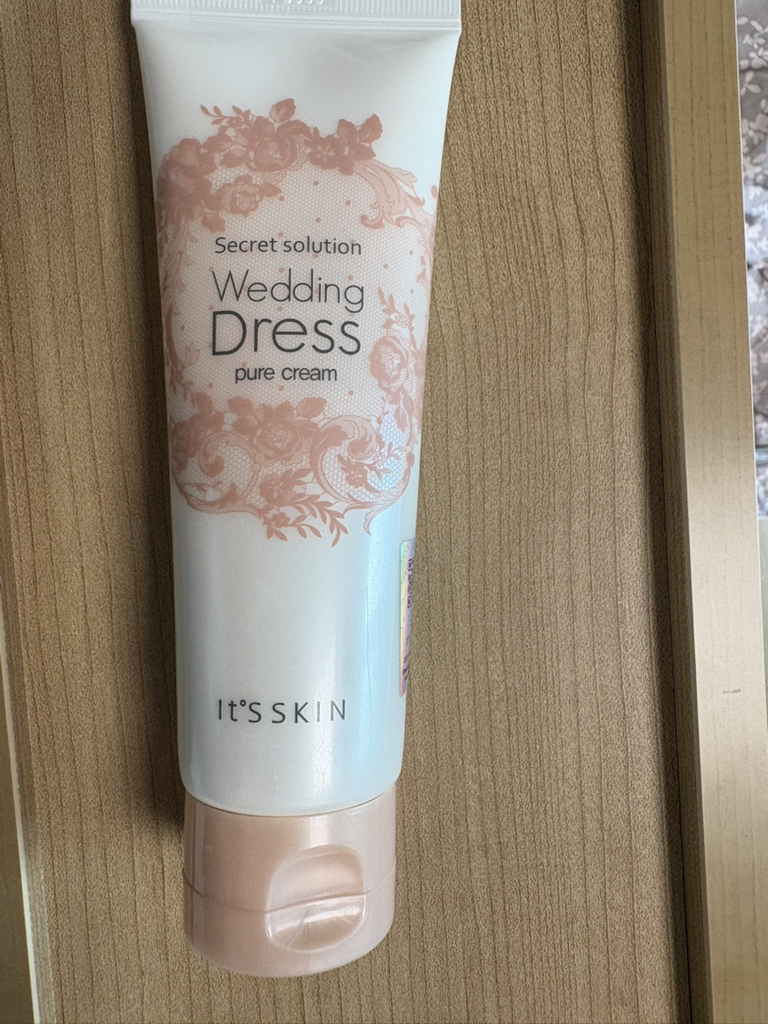 Secret solution
Wedding
Dress
pure cream
It'S SKIN